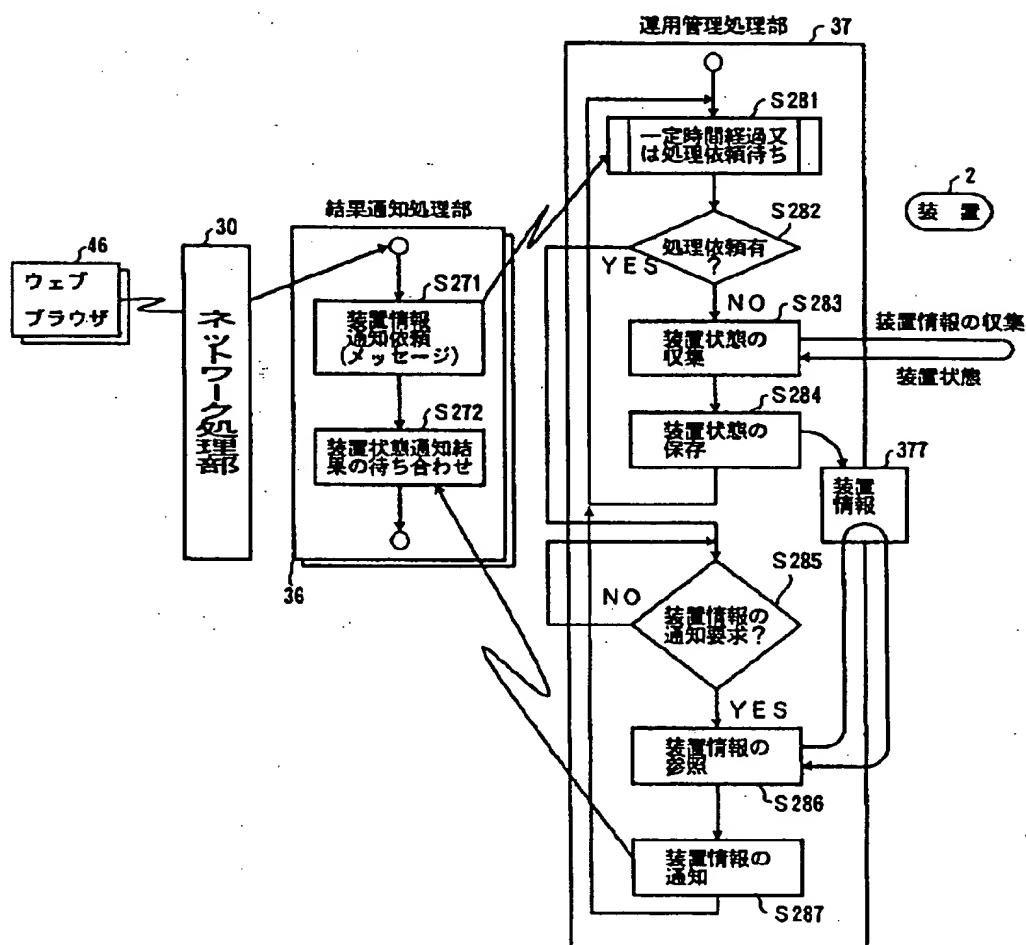 運用管理処理部
37
S281
一定時間経過又
は処理依頼待ち
2
装 置
結果通知処理部
S282
処理依頼有
?
YES
46
30
ウェブ
ブラウザ
ネットワーク処理部
S271
装置情報
通知依頼
(メッセージ)
NO
S283
装置状態の
収集
装置情報の収集
装置状態
S272
装置状態通知結
果の待ち合わせ
S284
装置状態の
保存
377
装置
情報
36
S285
NO
装置情報の
通知要求?
YES
装置情報の
参照
S286
装置情報の
通知
S287